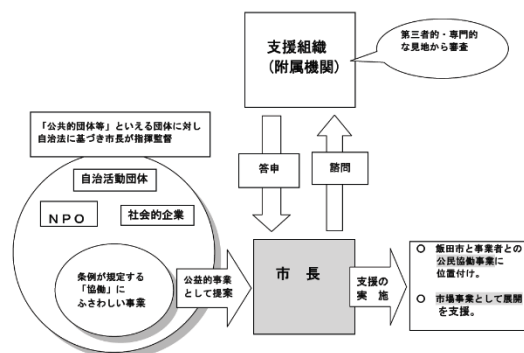 支援組織
（附属機関）
第三者的・専門的
な見地から審査
「公共的団体等」といえる団体に対し
自治法に基づき市長が指揮監督
自治活動団体
ＮＰＯ
社会的企業
答申
諮問
条例が規定する
「協働」に
ふさわしい事業
公益的事業
として提案
市　長
支援の
実　施
○　飯田市と事業者との
公民協働事業に
位置付け。
○　市場事業として展開
を支援。